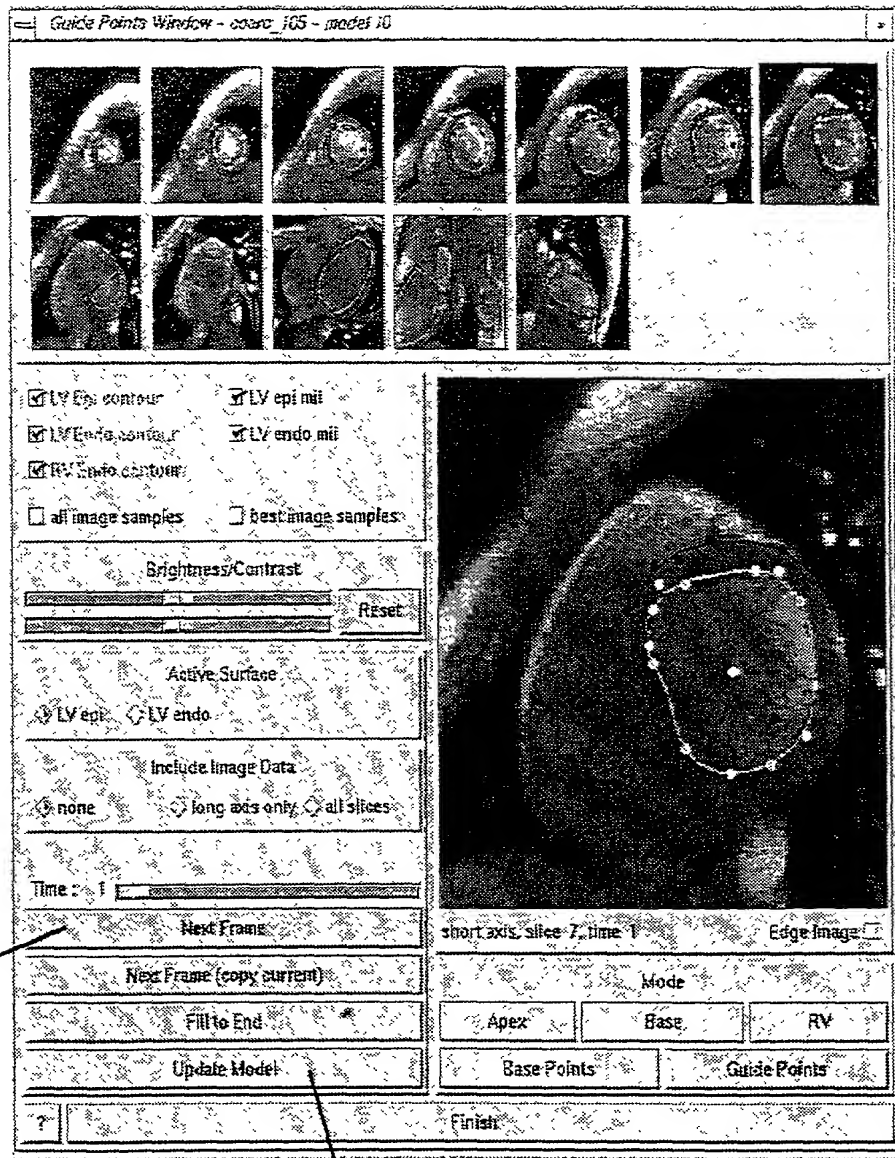 Guide Points Window - coarc_105 - model 10
LV Epi contour
LV epi mil
LV Endo contour
LV endo mil
RV Endo contour
all image samples
best image samples
Brightness/Contrast
Reset
Active Surface
LV epi
LV endo
Include Image Data
none
long axis only
all slices
Time : 1
Next Frame
Next Frame (copy current)
Fill to End
Update Model
short axis, slice 7, time 1
Edge Image
Mode
Apex
Base
RV
Base Points
Guide Points
?
Finish